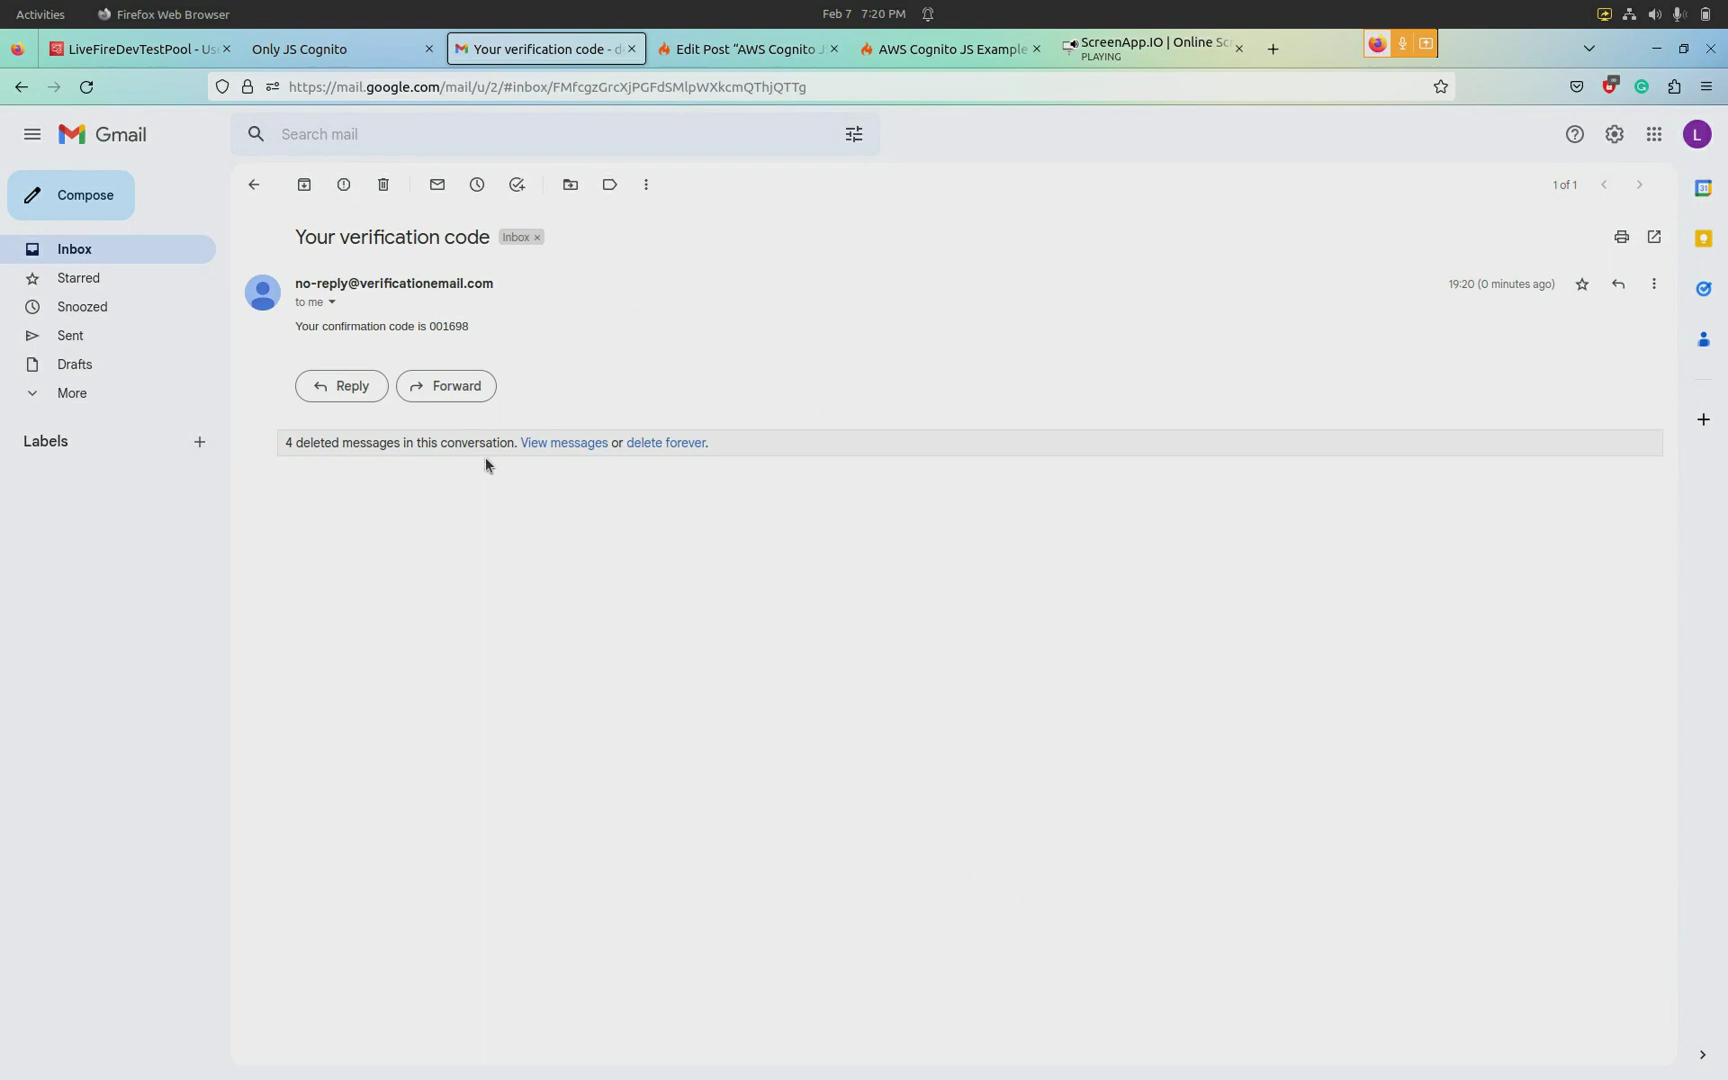 Activities
Firefox Web Browser
Feb 7 7:20 PM
LiveFireDevTestPool - Us
Only JS Cognito
Your verification code - d
Edit Post “AWS Cognito J
AWS Cognito JS Example
ScreenApp.IO | Online Sc
PLAYING
https://mail.google.com/mail/u/2/#inbox/FMfcgzGrcXjPGFdSMlpWXkcmQThjQTTg
Gmail
Search mail
L
Compose
1 of 1
31
Your verification code
Inbox ×
Inbox
Starred
Snoozed
Sent
Drafts
More
Labels
no-reply@verificationemail.com
19:20 (0 minutes ago)
to me
Your confirmation code is 001698
Reply
Forward
4 deleted messages in this conversation. View messages or delete forever.